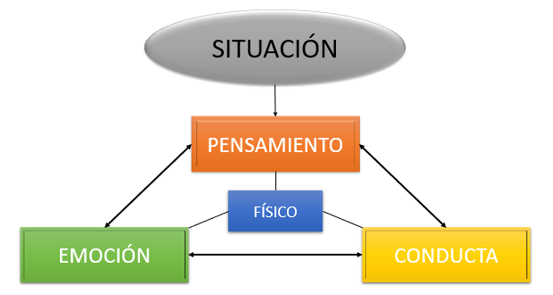 SITUACIÓN
PENSAMIENTO
FÍSICO
EMOCIÓN
CONDUCTA